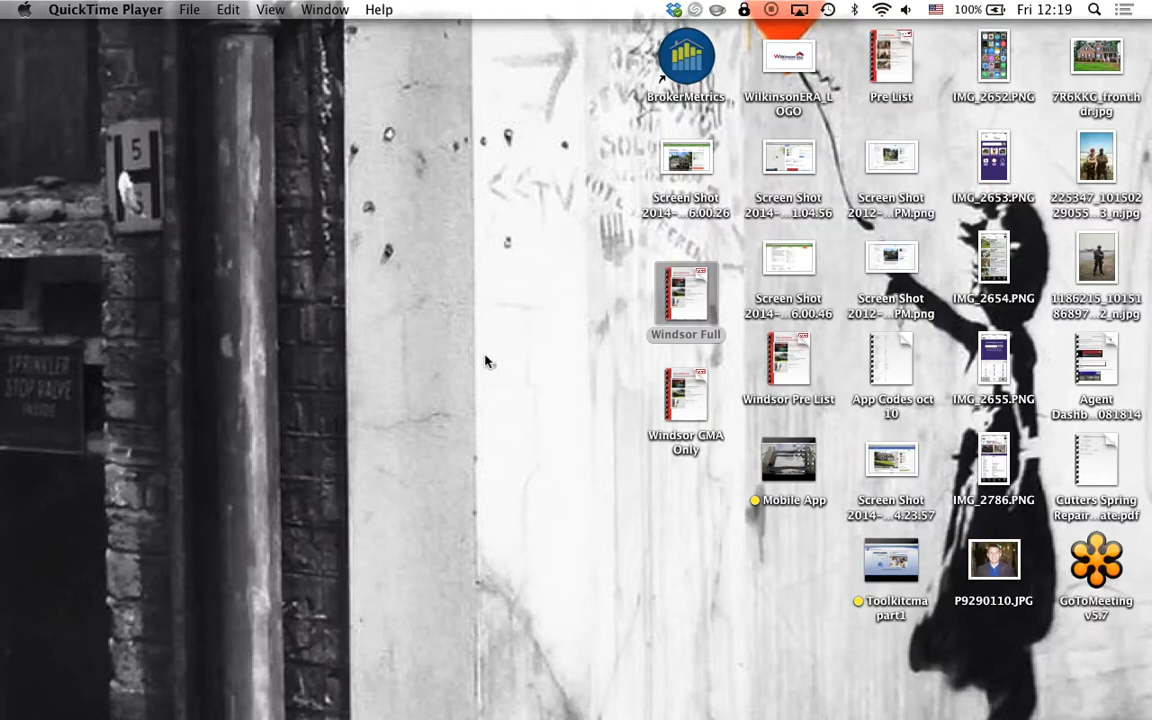 QuickTime Player File Edit View Window Help 100% Fri 12:19
BrokerMetrics
WilkinsonERA_L
OGO
Pre List
IMG_2652.PNG
7R6KKG_front.h
dr.jpg
Screen Shot
2014-...6.00.26
Screen Shot
2014-...1.04.56
Screen Shot
2012-...PM.png
IMG_2653.PNG
225347_101502
29055...3_n.jpg
Windsor Full
Screen Shot
2014-...6.00.46
Screen Shot
2012-...PM.png
IMG_2654.PNG
1186215_10151
86897...2_n.jpg
Windsor CMA
Only
Windsor Pre List
App Codes oct
10
IMG_2655.PNG
Agent
Dashb...081814
Mobile App
Screen Shot
2014-...4.23.57
IMG_2786.PNG
Cutters Spring
Repair...ate.pdf
Toolkitcma
part1
P9290110.JPG
GoToMeeting
v5.7
5
SPRINKLER
STOP VALVE
INSIDE
CCTV